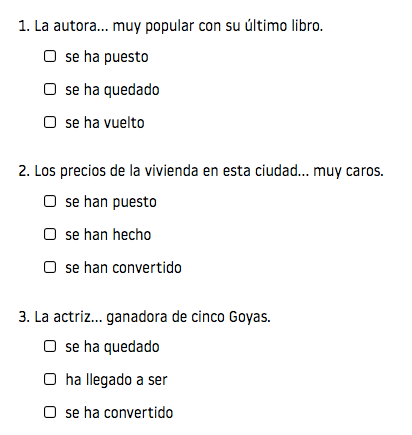 1. La autora... muy popular con su último libro.
se ha puesto
se ha quedado
se ha vuelto
2. Los precios de la vivienda en esta ciudad... muy caros.
se han puesto
se han hecho
se han convertido
3. La actriz... ganadora de cinco Goyas.
se ha quedado
ha llegado a ser
se ha convertido